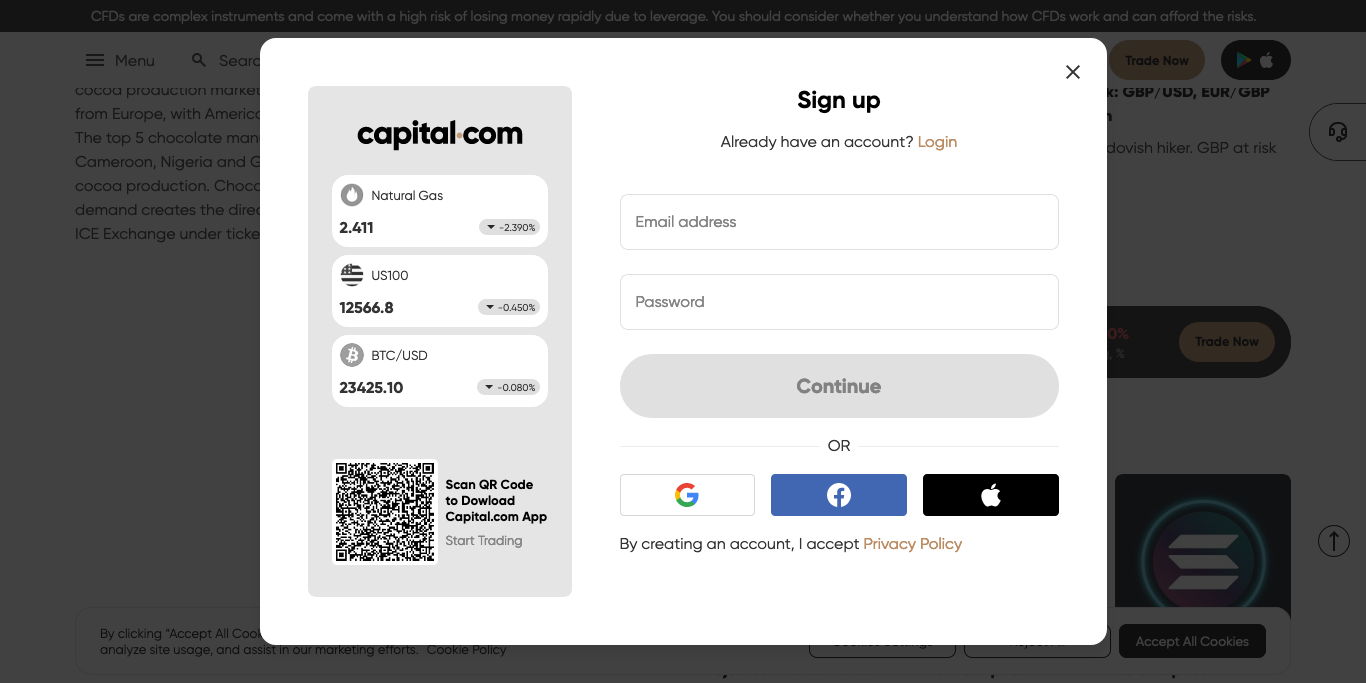 CFDs are complex instruments and come with a high risk of losing money rapidly due to leverage. You should consider whether you understand how CFDs work and can afford the risks.
Menu
Searc
Trade Now
cocoa production market
from Europe, with America
The top 5 chocolate man
Cameroon, Nigeria and G
cocoa production. Choco
demand creates the direc
ICE Exchange under ticke
k: GBP/USD, EUR/GBP
n
dovish hiker. GBP at risk
0%
%
Trade Now
capital.com
Natural Gas
2.411
-2.390%
US100
12566.8
-0.450%
BTC/USD
23425.10
-0.080%
Scan QR Code
to Dowload
Capital.com App
Start Trading
Sign up
Already have an account? Login
Email address
Password
Continue
OR
By creating an account, I accept Privacy Policy
By clicking “Accept All Cook
analyze site usage, and assist in our marketing efforts. Cookie Policy
Accept All Cookies